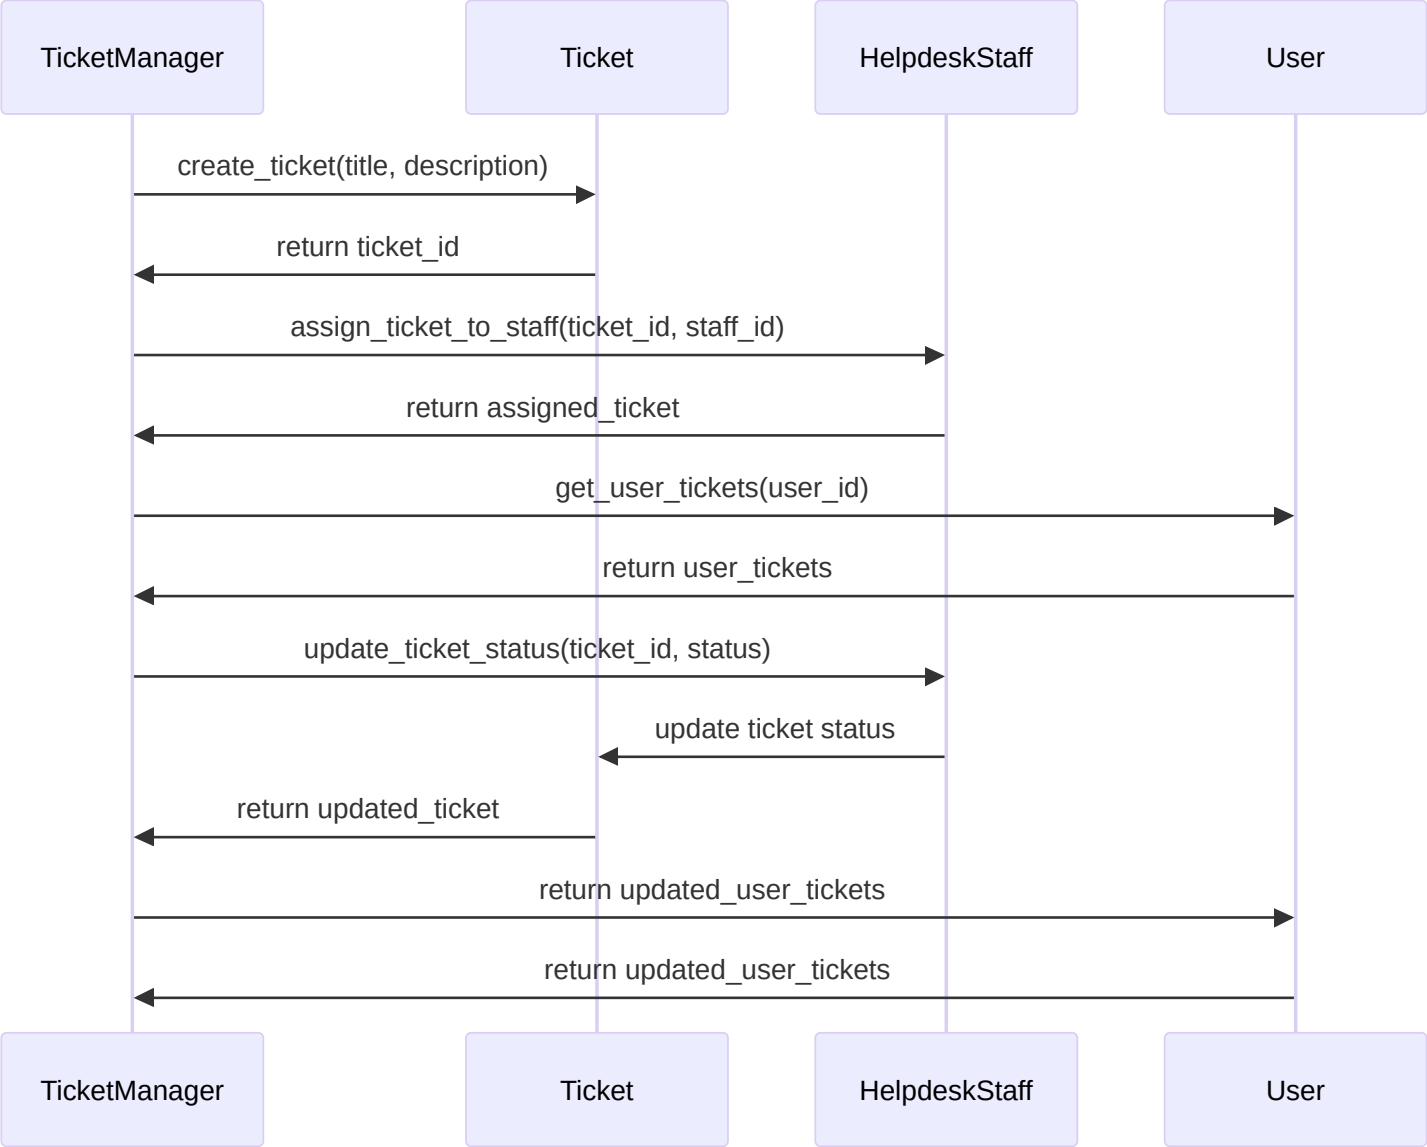 TicketManager
Ticket
HelpdeskStaff
User
create_ticket(title, description)
return ticket_id
assign_ticket_to_staff(ticket_id, staff_id)
return assigned_ticket
get_user_tickets(user_id)
return user_tickets
update_ticket_status(ticket_id, status)
update ticket status
return updated_ticket
return updated_user_tickets
return updated_user_tickets
TicketManager
Ticket
HelpdeskStaff
User